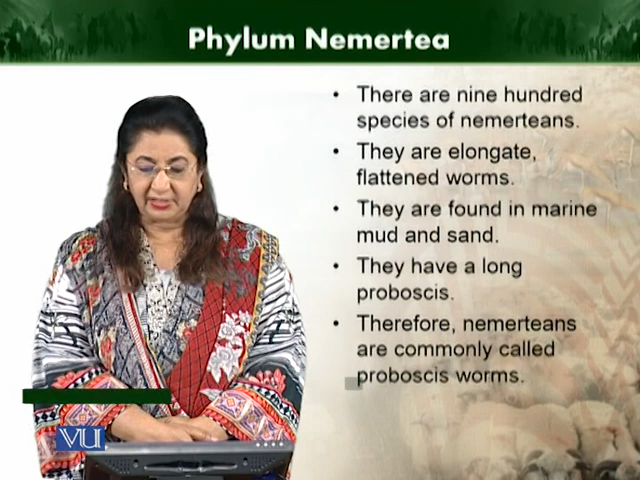 Phylum Nemertea
• There are nine hundred
species of nemerteans.
• They are elongate,
flattened worms.
• They are found in marine
mud and sand.
• They have a long
proboscis.
• Therefore, nemerteans
are commonly called
proboscis worms.
VU